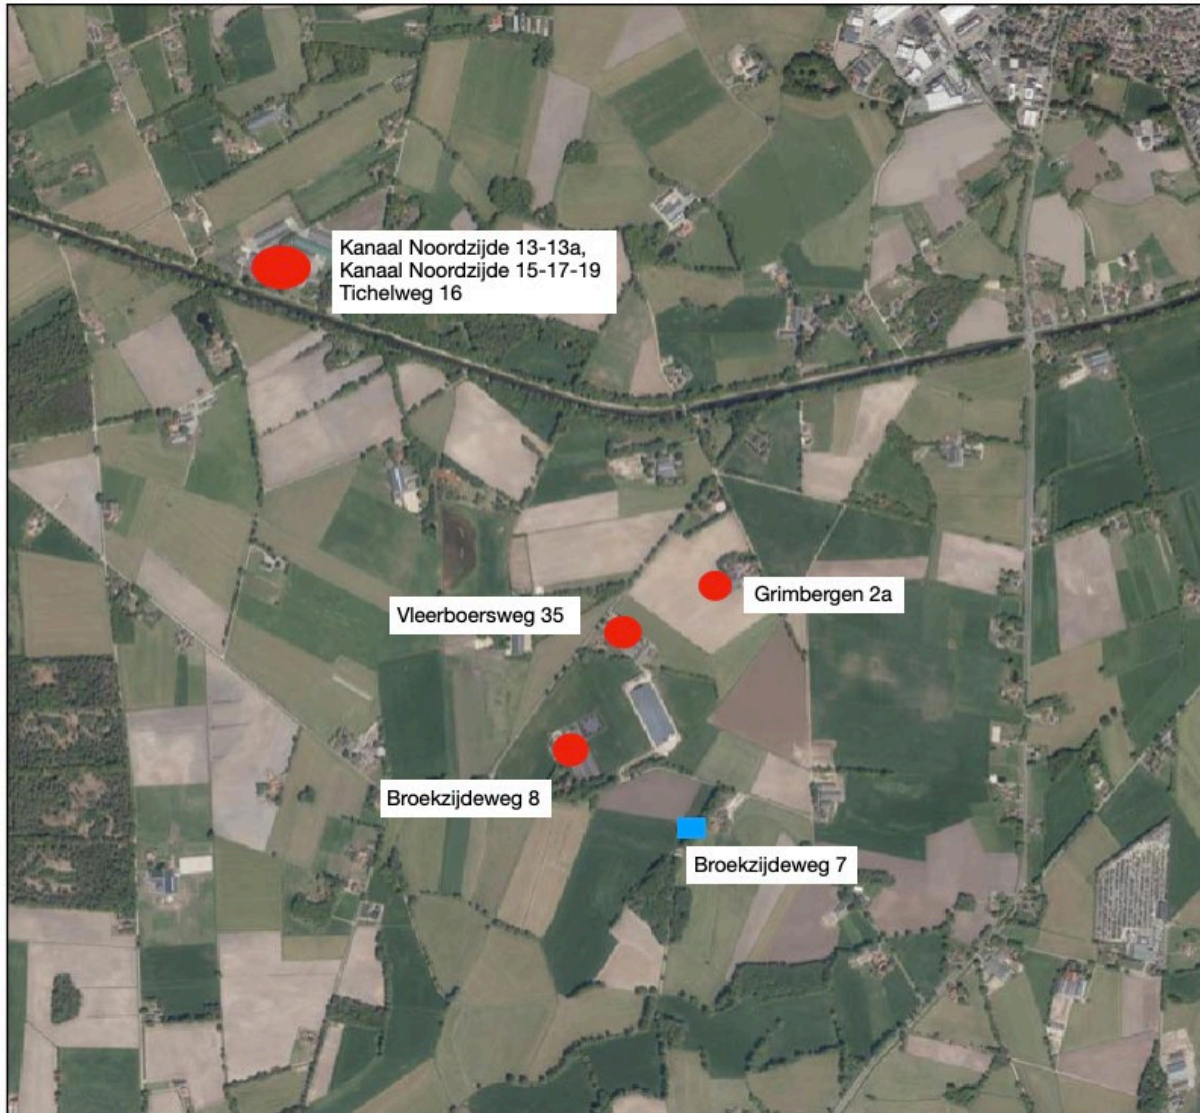 Kanaal Noordzijde 13-13a,
Kanaal Noordzijde 15-17-19
Tichelweg 16
Grimbergen 2a
Vleerboersweg 35
Broekzijdeweg 8
Broekzijdeweg 7